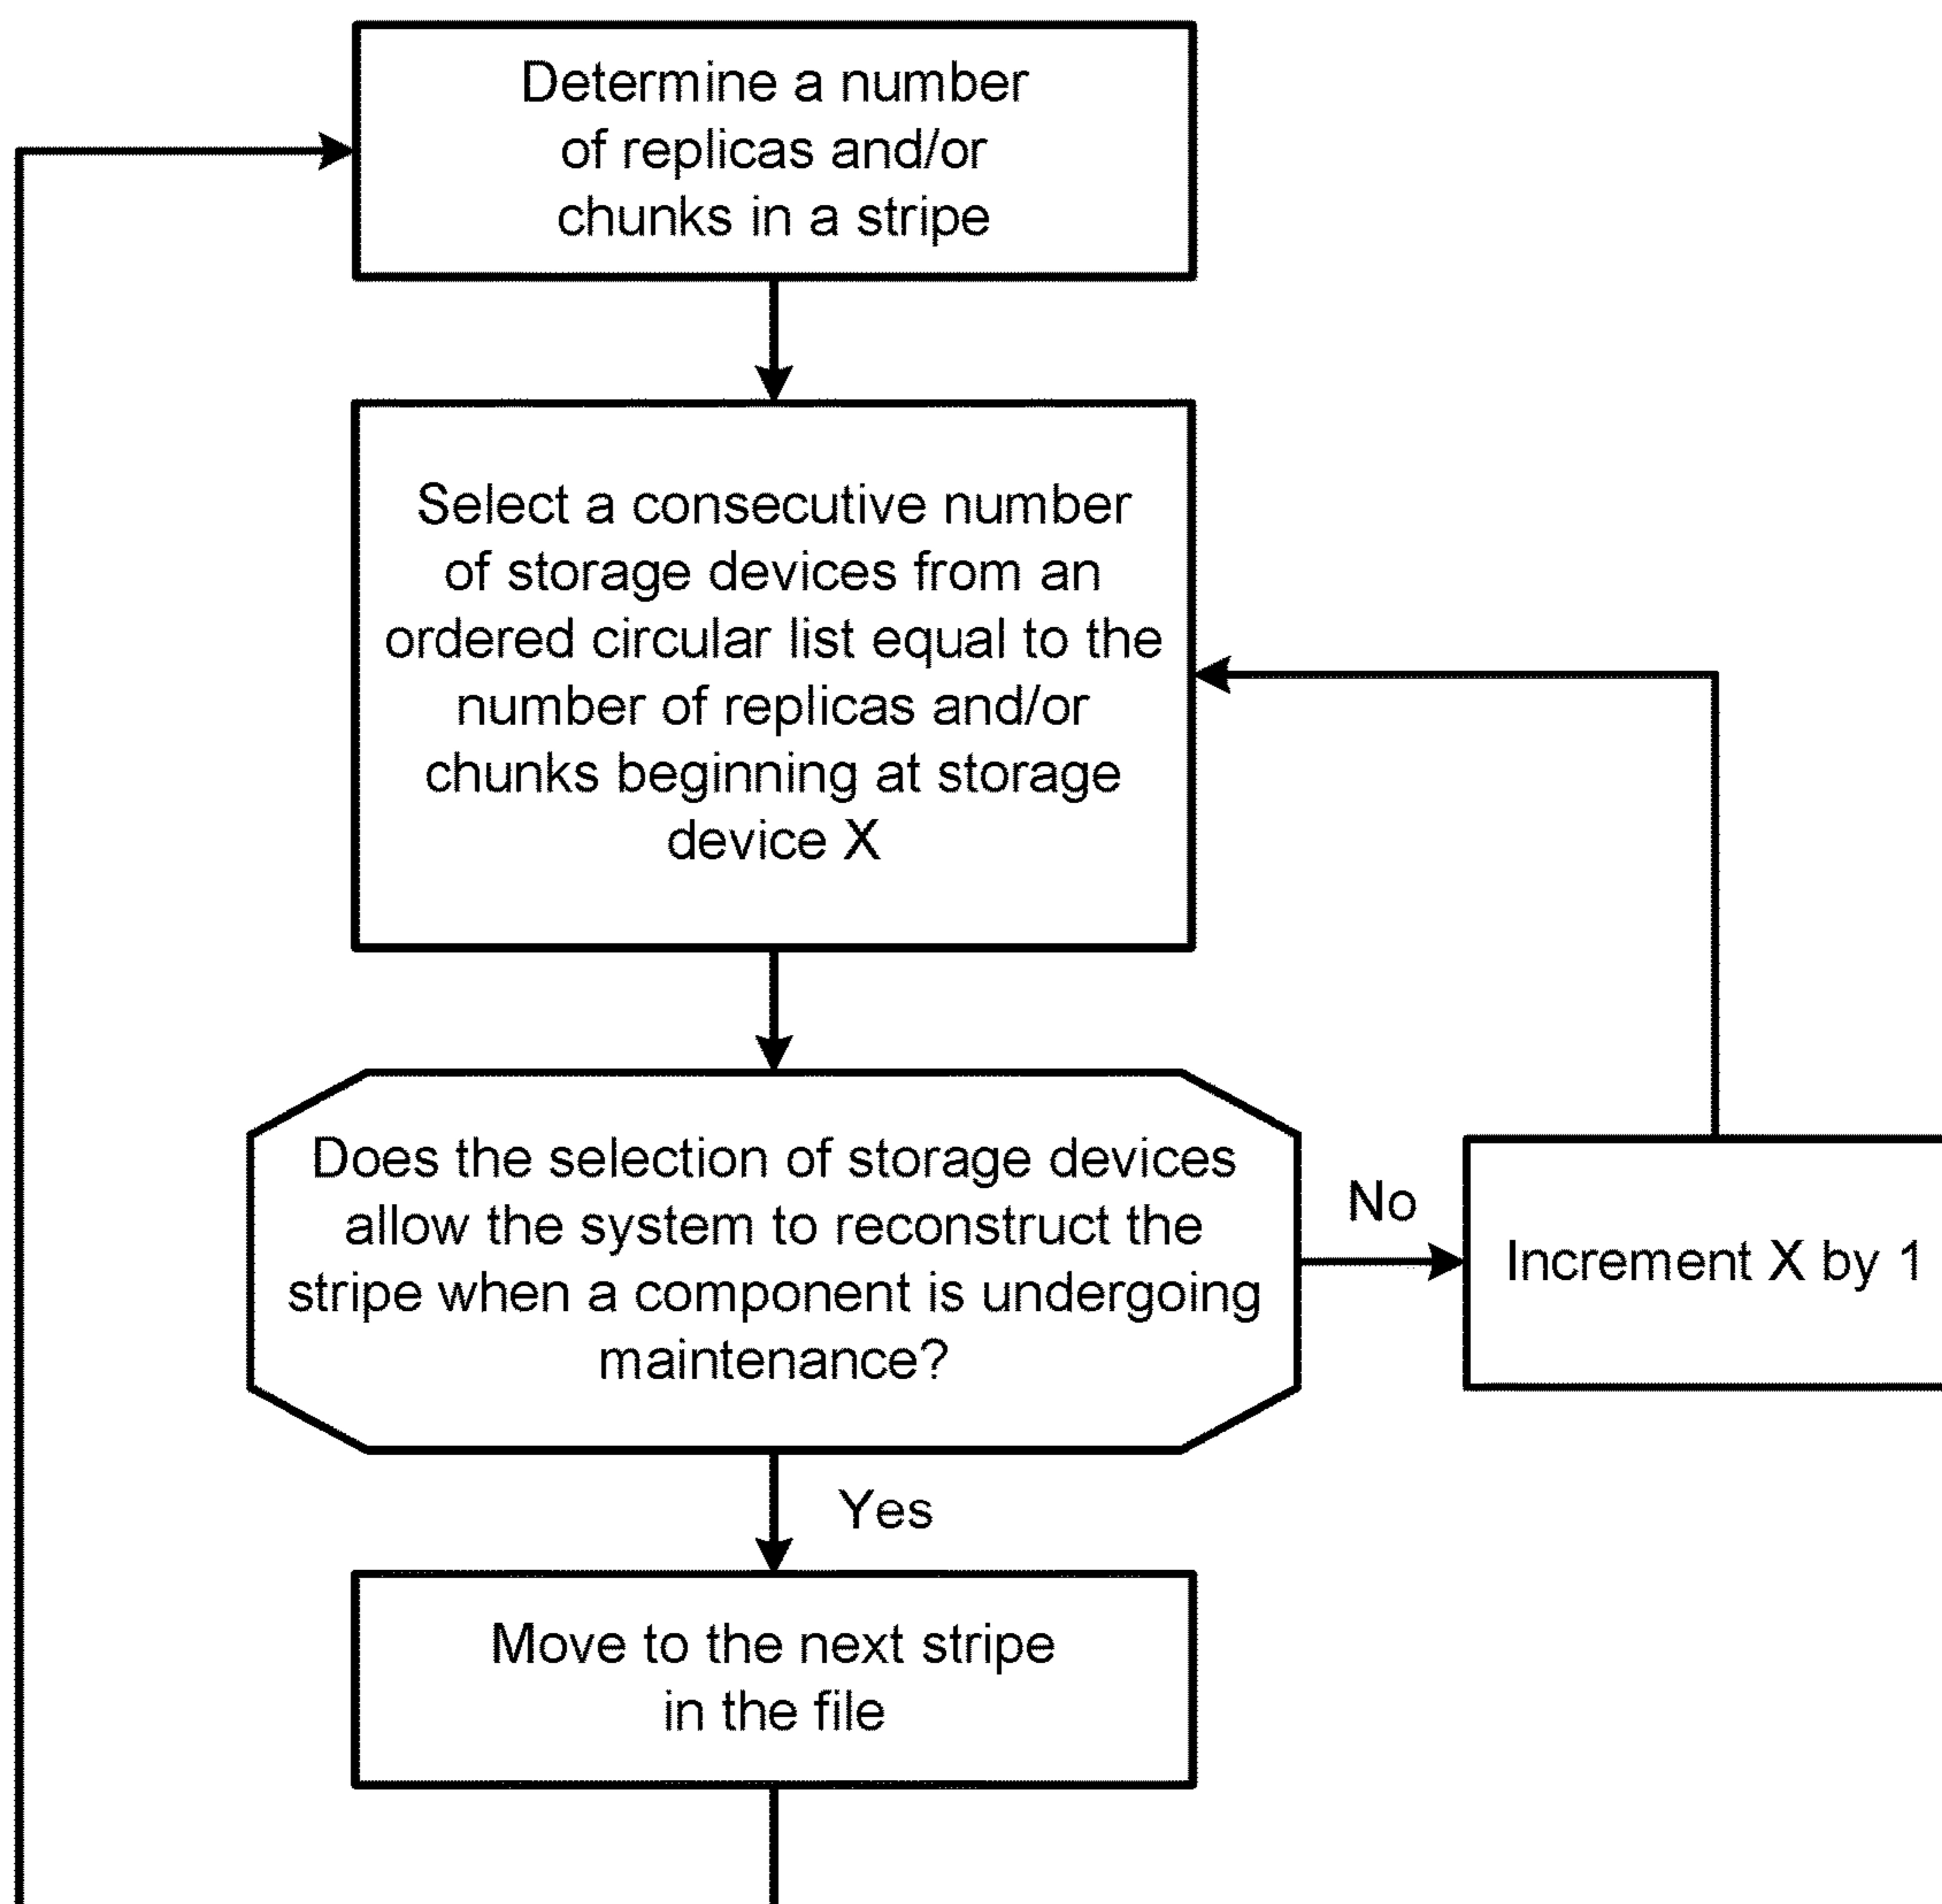 Determine a number
of replicas and/or
chunks in a stripe
Select a consecutive number
of storage devices from an
ordered circular list equal to the
number of replicas and/or
chunks beginning at storage
device X
Does the selection of storage devices
allow the system to reconstruct the
stripe when a component is undergoing
maintenance?
No
Increment X by 1
Yes
Move to the next stripe
in the file